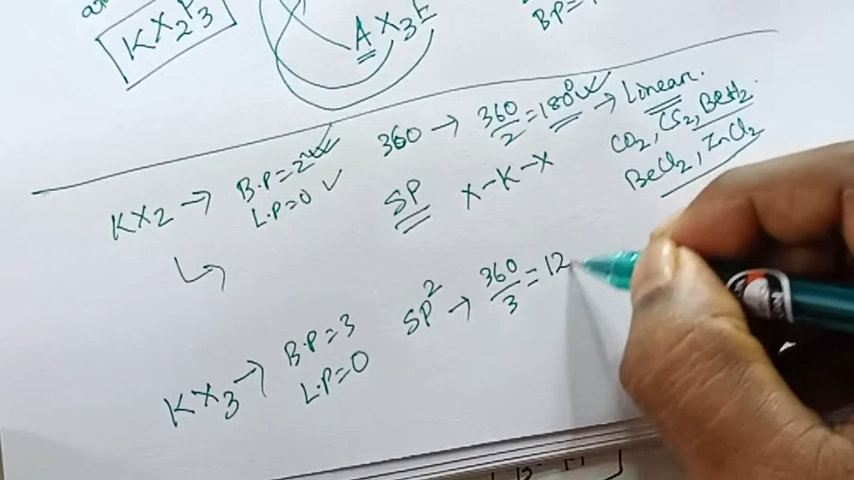 KX2P3
AX3E
B.P=
KX2 → B.P=2 360 → 360/2=180° → Linear.
L.P=0 ✓ SP X-K-X CO2, CS2, BeH2
BeCl2, ZnCl2
KX3 → B.P=3 SP2 → 360/3=12
L.P=0